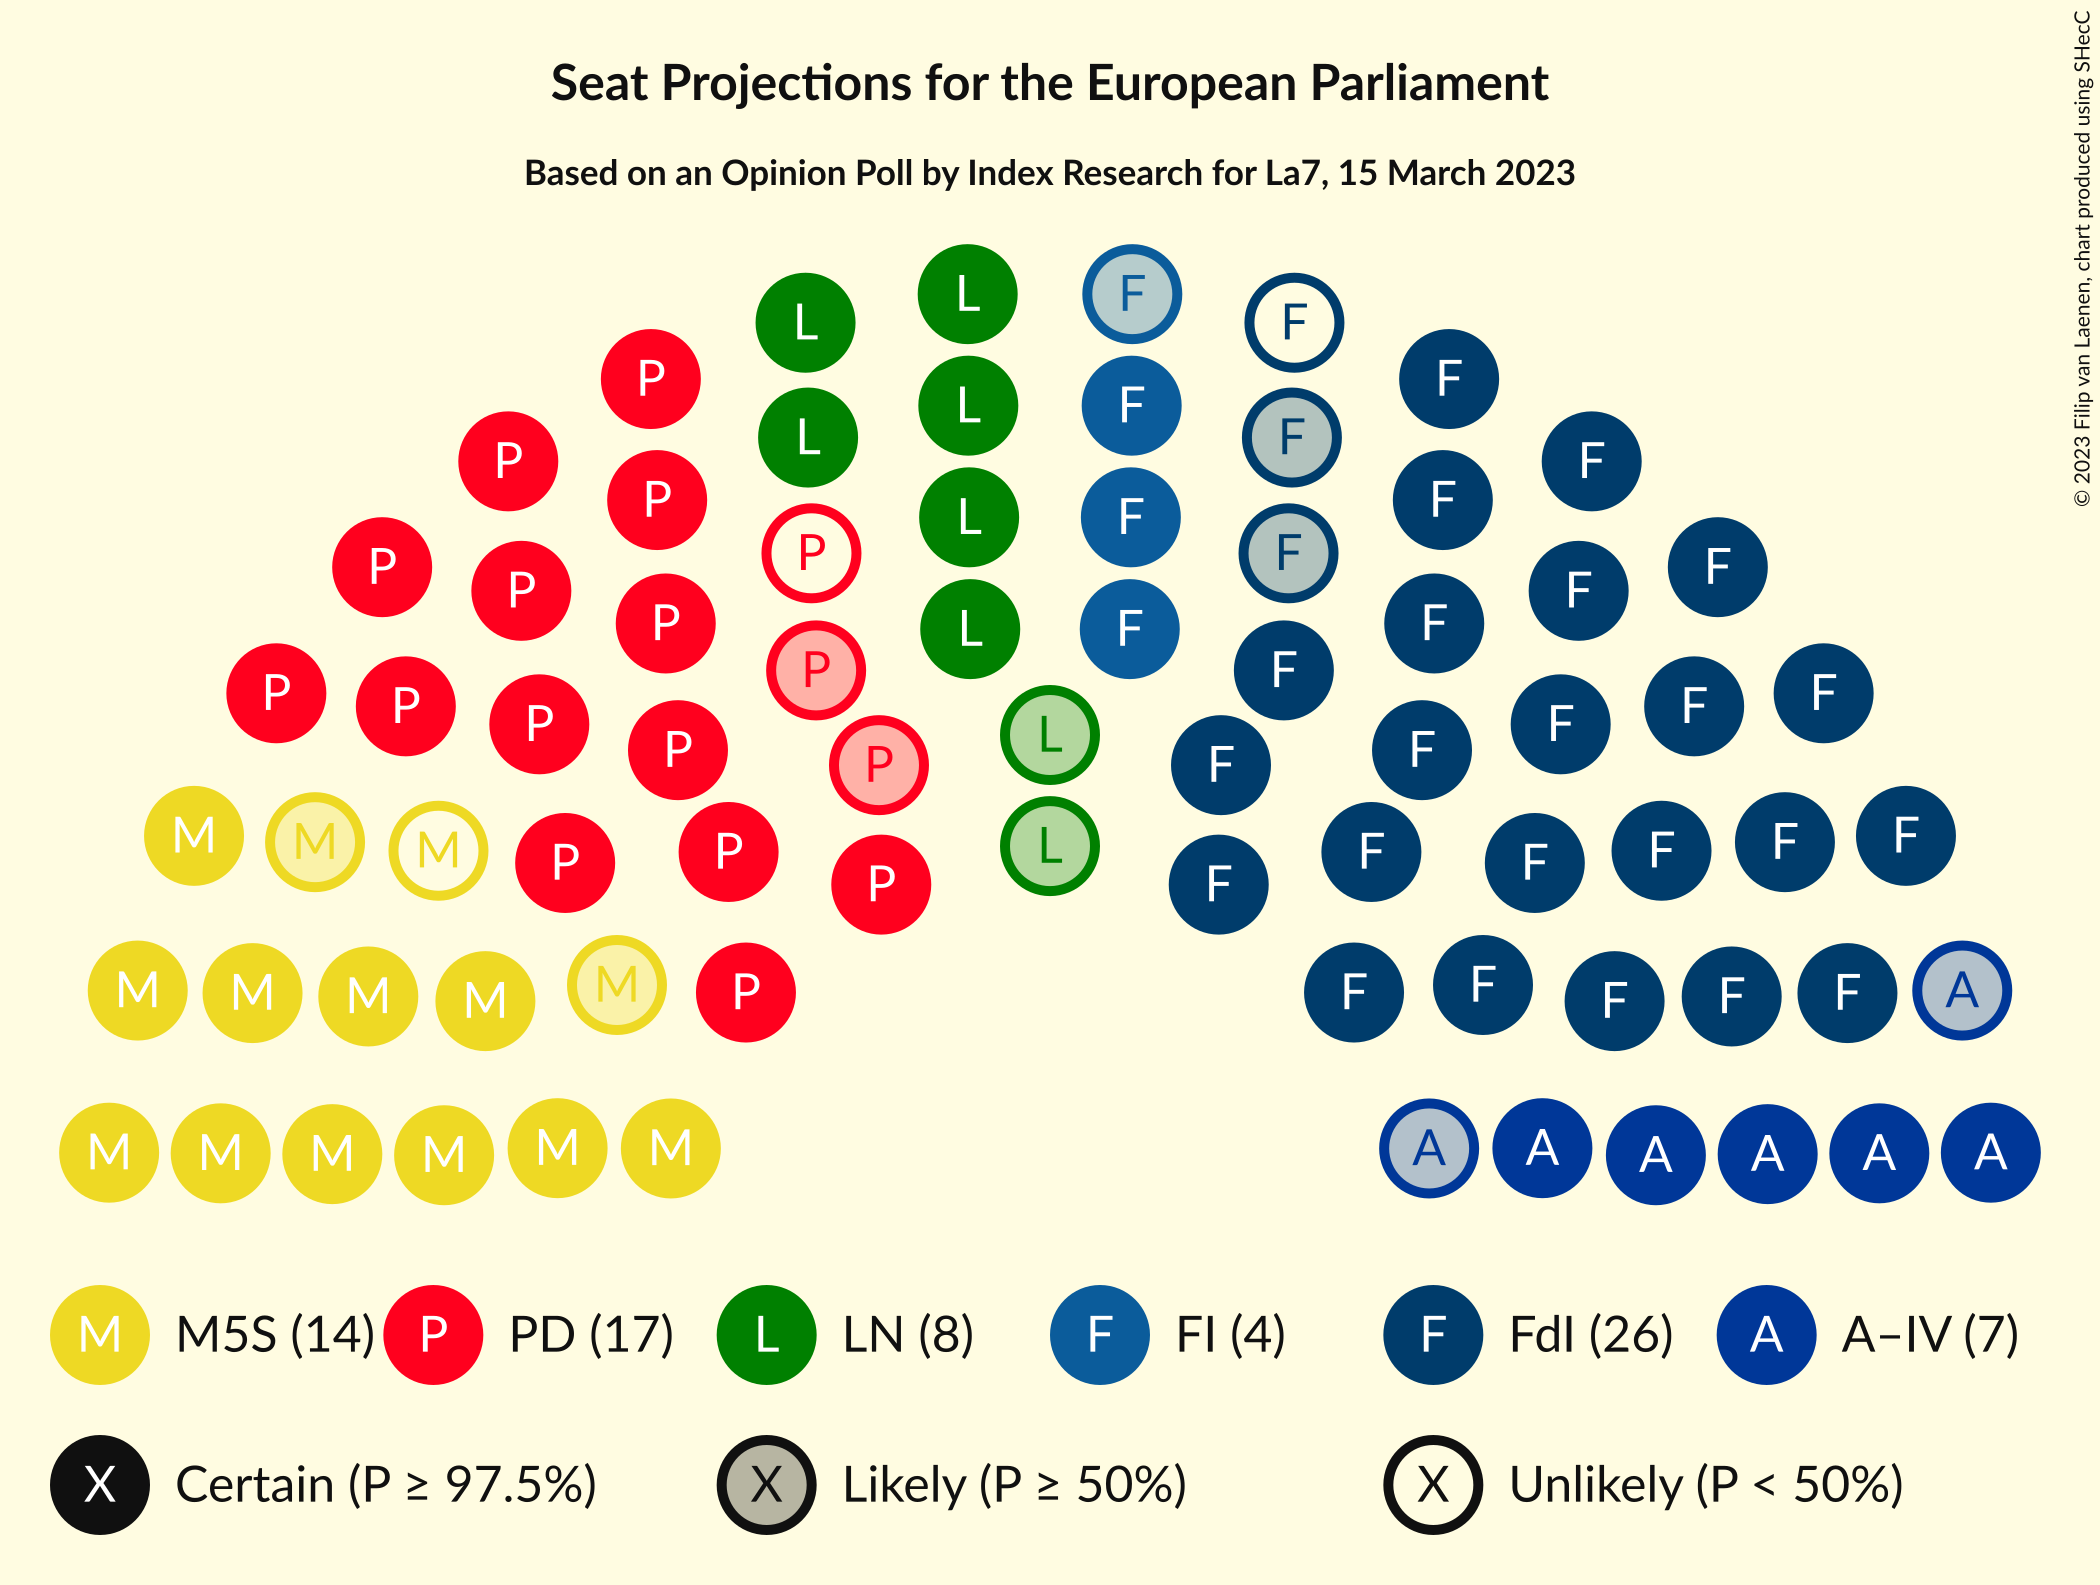 Seat Projections for the European Parliament
Based on an Opinion Poll by Index Research for La7, 15 March 2023
© 2023 Filip van Laenen, chart produced using SHecC
L L F F
P L L F F F
P P P L F F F F
P P P P L F F F F F
P P P P P L F F F F F
M M M P P P L F F F F F F
M M M M M P F F F F F A
M M M M M M A A A A A A
M M5S (14) P PD (17) L LN (8) F FI (4) F FdI (26) A A–IV (7)
X Certain (P ≥ 97.5%) X Likely (P ≥ 50%) X Unlikely (P < 50%)